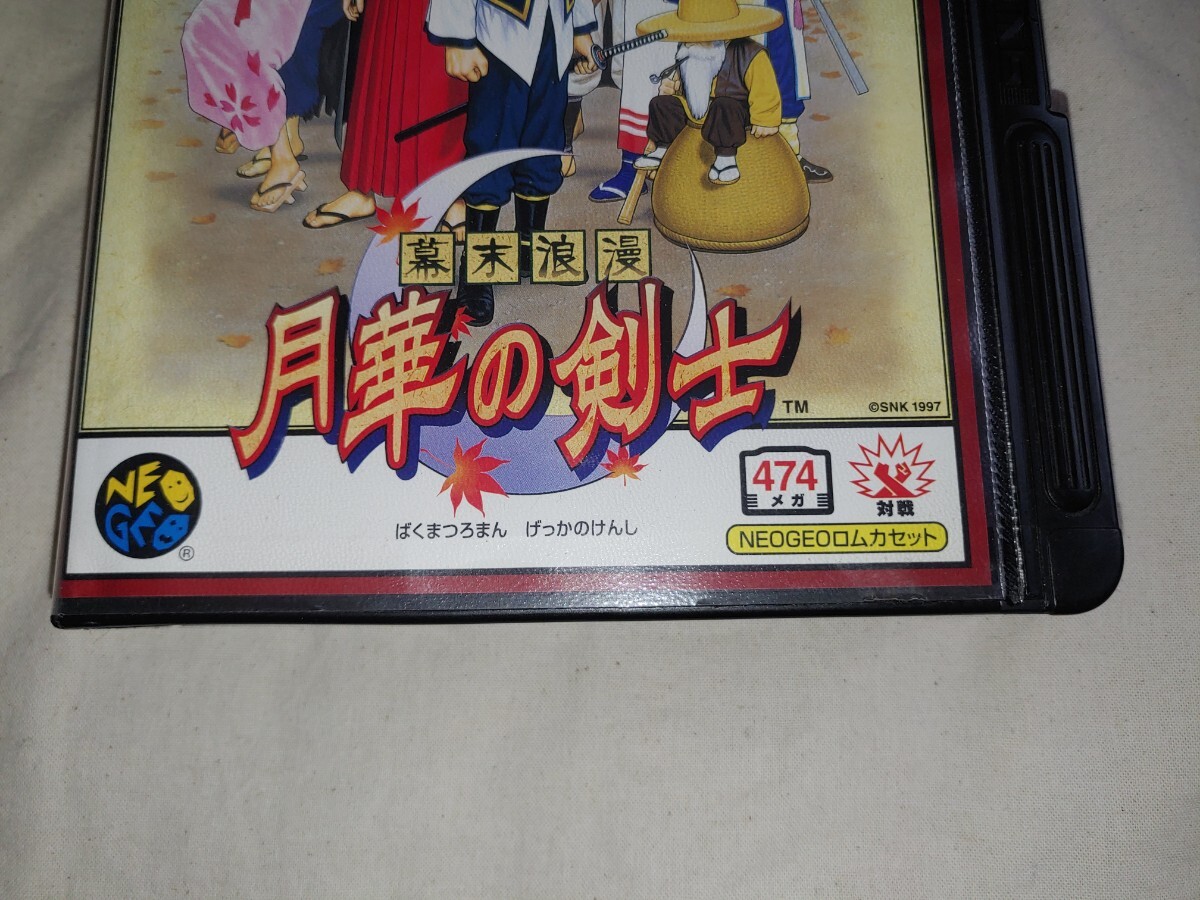 幕末浪漫
月華の剣士 TM
©SNK 1997
NEO GEO ®
474 メガ
対戦
ばくまつろまん げっかのけんし
NEOGEOロムカセット